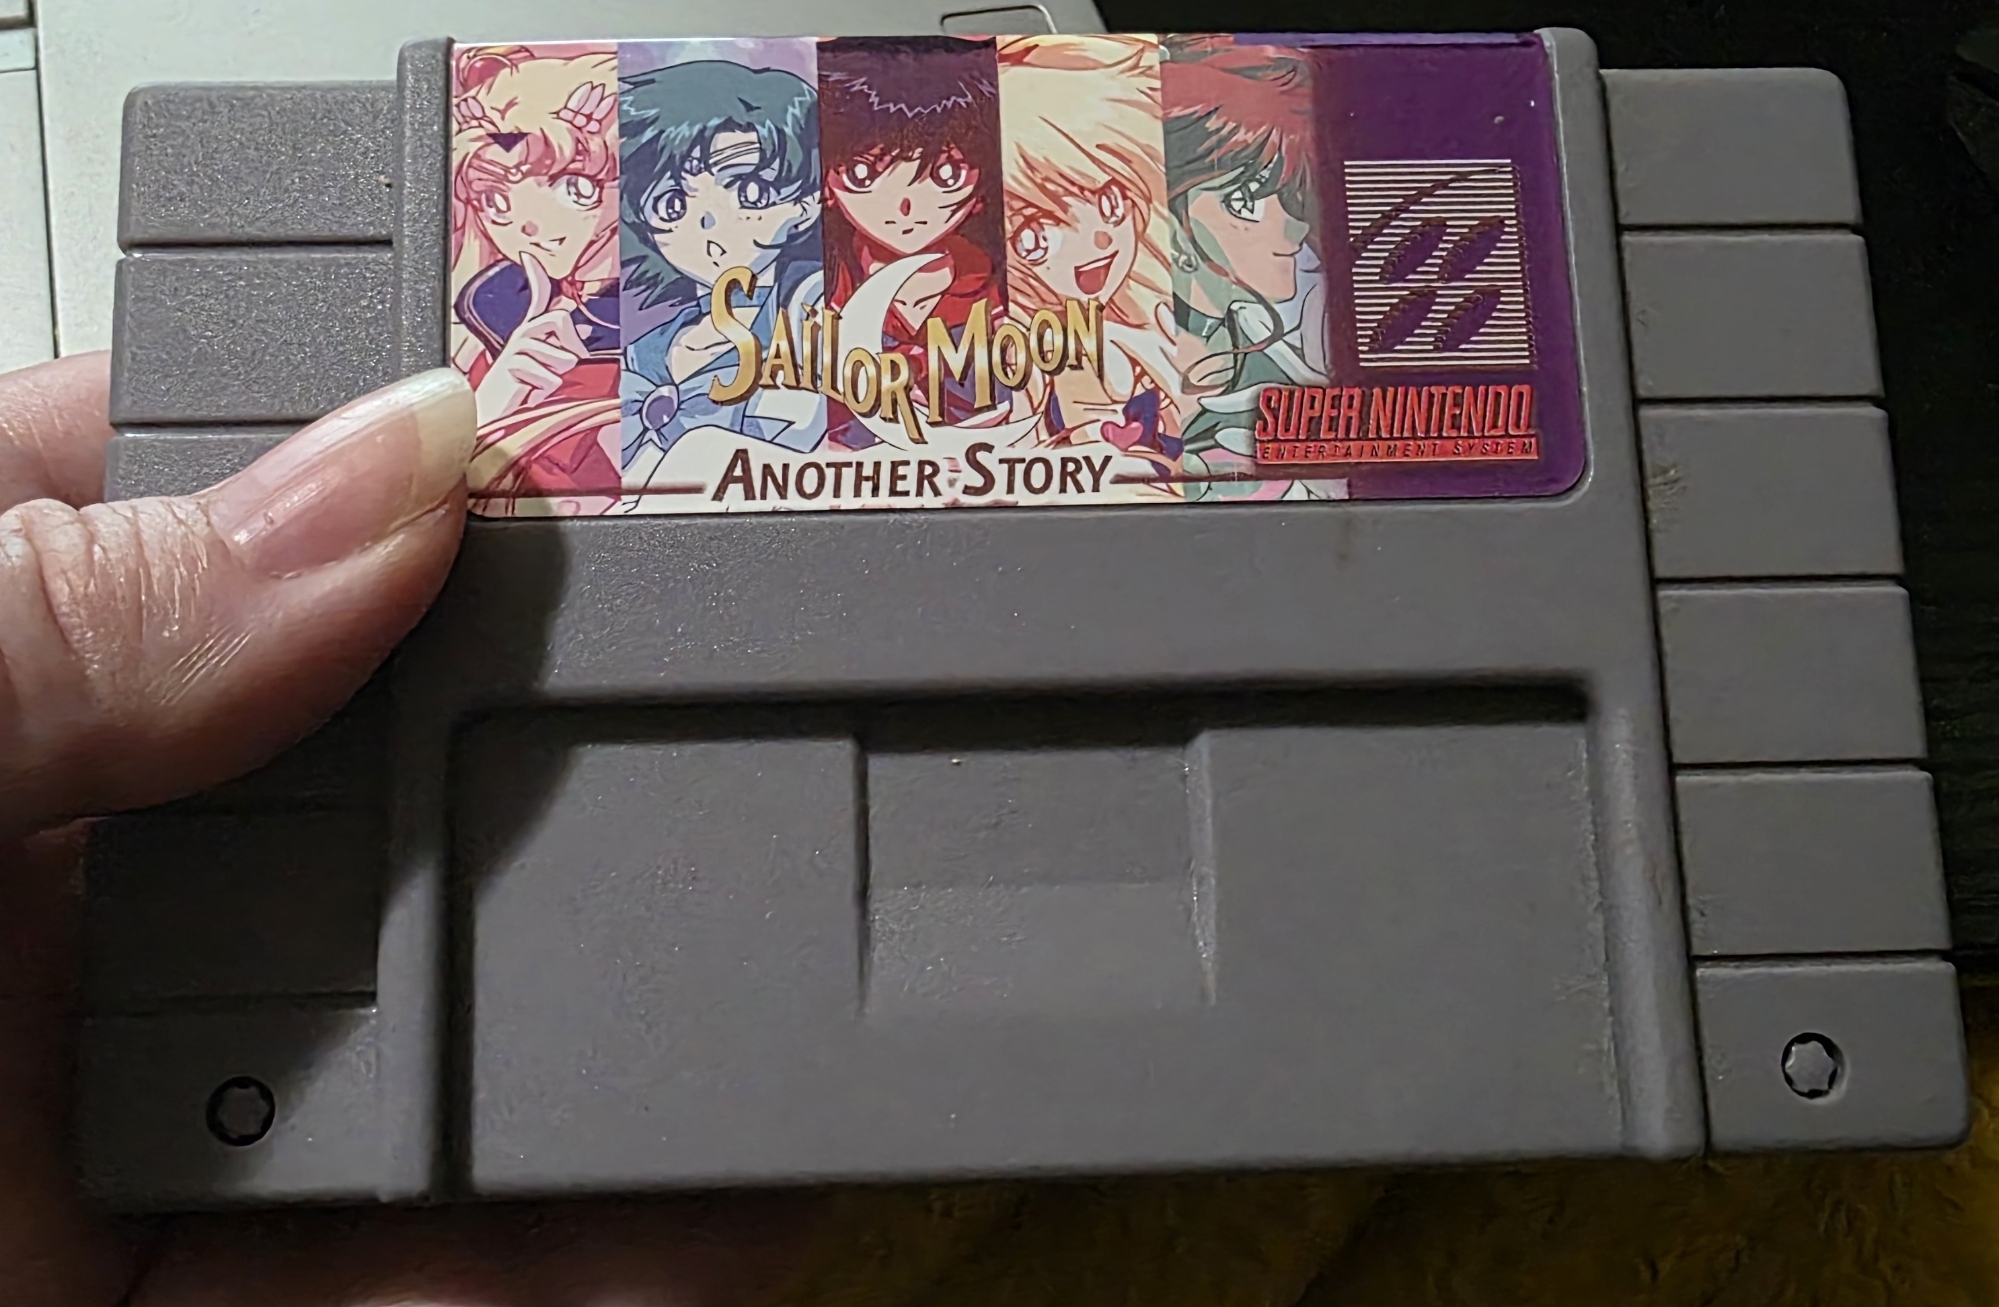 SAILOR MOON
ANOTHER STORY
SUPER NINTENDO
ENTERTAINMENT SYSTEM